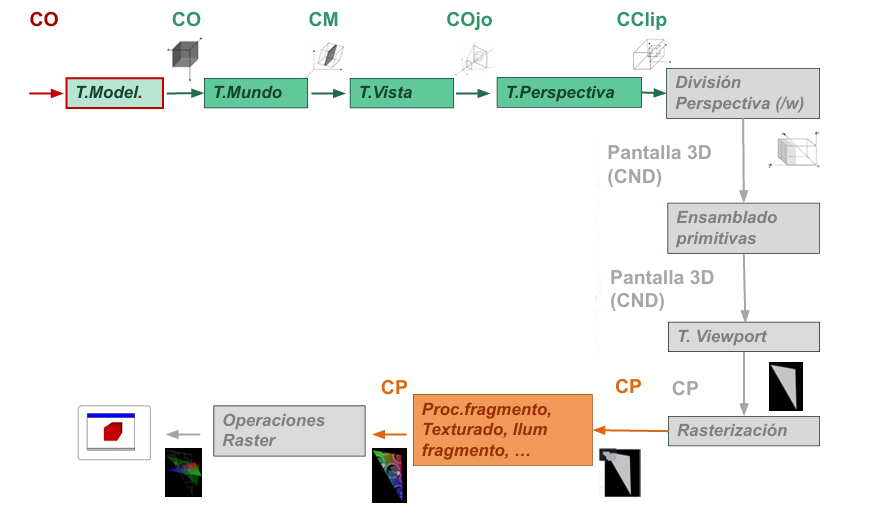 CO
CO
CM
COjo
CClip
T.Model.
T.Mundo
T.Vista
T.Perspectiva
División
Perspectiva (/w)
Pantalla 3D
(CND)
Ensamblado
primitivas
Pantalla 3D
(CND)
T. Viewport
CP
CP
CP
Rasterización
Proc.fragmento,
Texturado, Ilum
fragmento, …
Operaciones
Raster